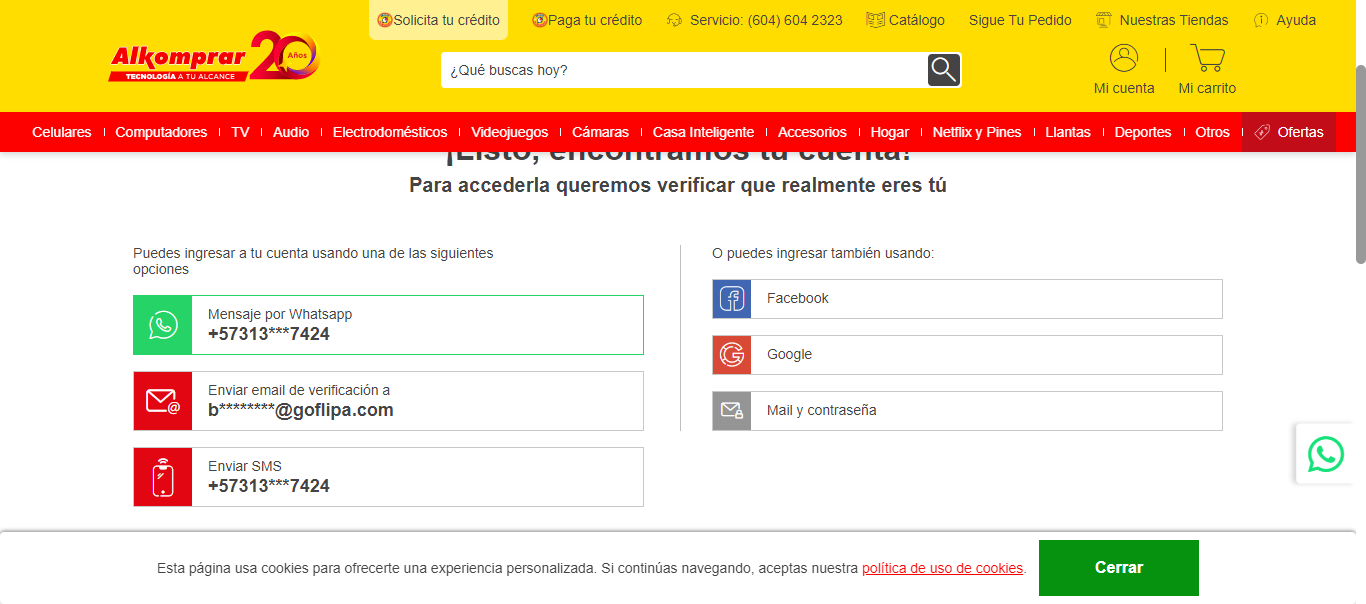 Solicita tu crédito
Paga tu crédito
Servicio: (604) 604 2323
Catálogo
Sigue Tu Pedido
Nuestras Tiendas
Ayuda
Alkomprar 20 Años
TECNOLOGÍA A TU ALCANCE
¿Qué buscas hoy?
Mi cuenta
Mi carrito
Celulares
Computadores
TV
Audio
Electrodomésticos
Videojuegos
Cámaras
Casa Inteligente
Accesorios
Hogar
Netflix y Pines
Llantas
Deportes
Otros
Ofertas
¡Listo, encontramos tu cuenta!
Para accederla queremos verificar que realmente eres tú
Puedes ingresar a tu cuenta usando una de las siguientes
opciones
Mensaje por Whatsapp
+57313***7424
Enviar email de verificación a
b********@goflipa.com
Enviar SMS
+57313***7424
O puedes ingresar también usando:
Facebook
Google
Mail y contraseña
Esta página usa cookies para ofrecerte una experiencia personalizada. Si continúas navegando, aceptas nuestra política de uso de cookies.
Cerrar